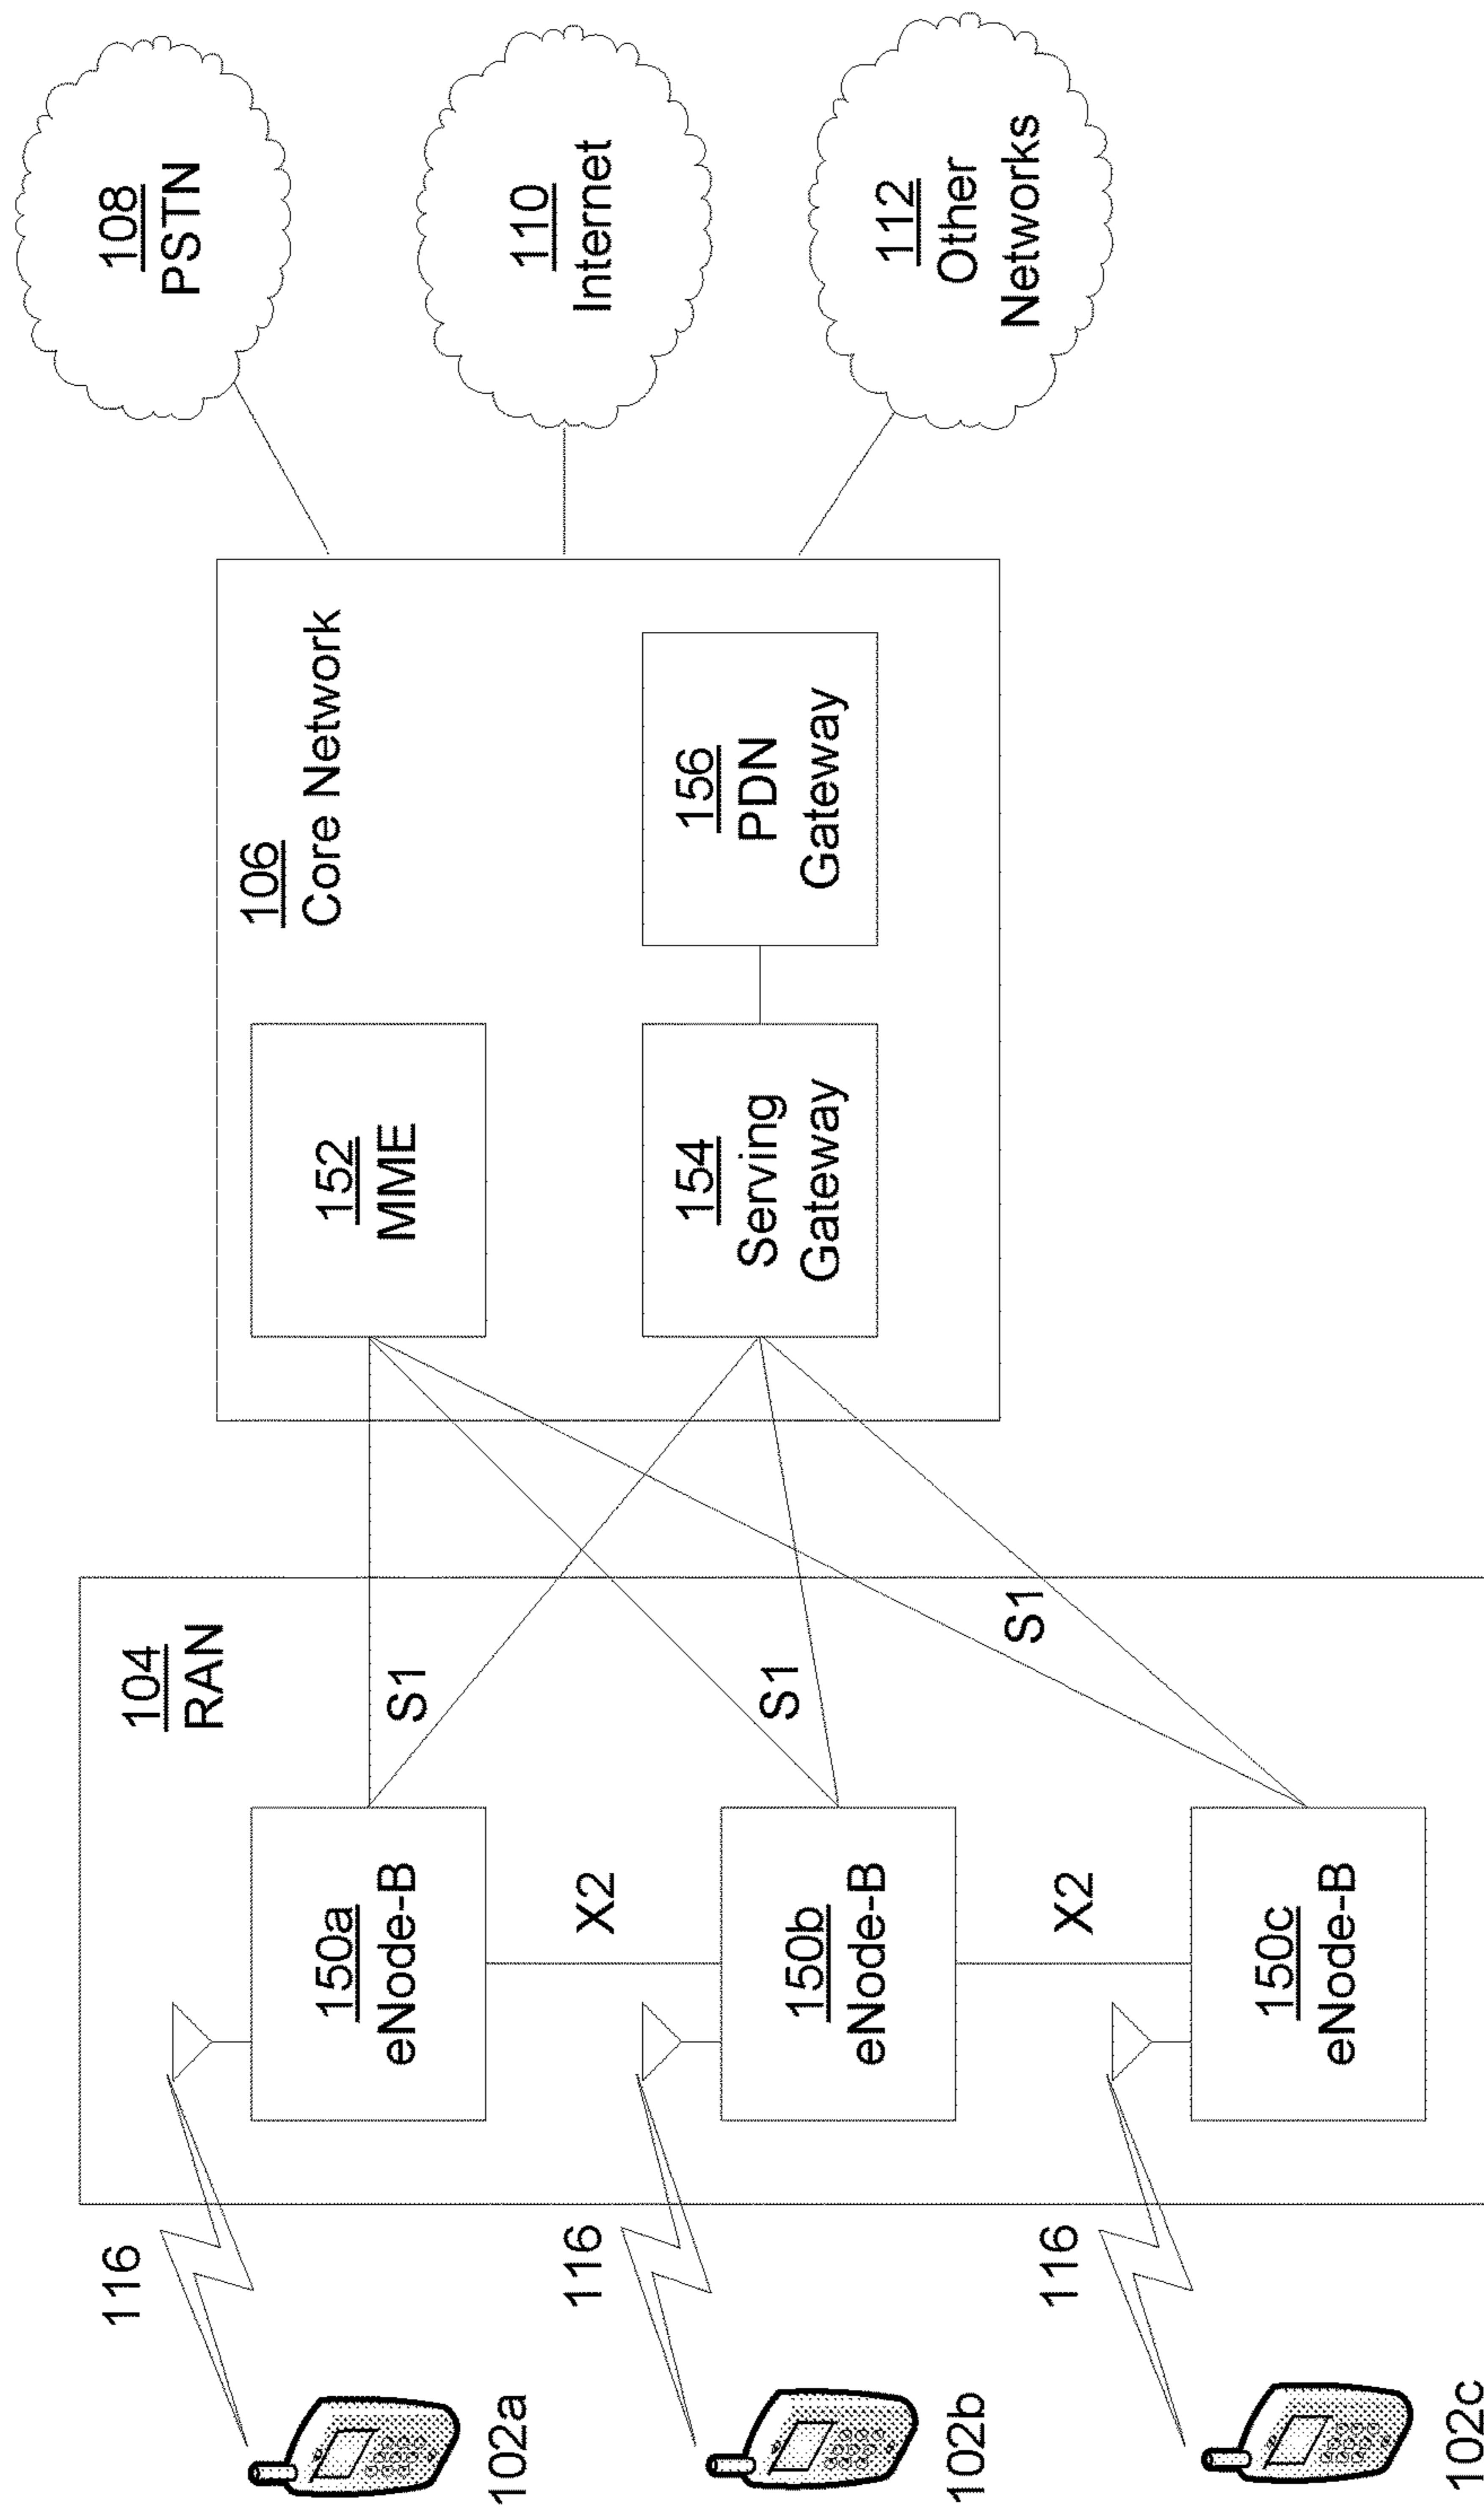 102a
102b
102c
116
116
116
104
RAN
150a
eNode-B
X2
150b
eNode-B
X2
150c
eNode-B
S1
S1
S1
106
Core Network
152
MME
154
Serving
Gateway
156
PDN
Gateway
108
PSTN
110
Internet
112
Other
Networks